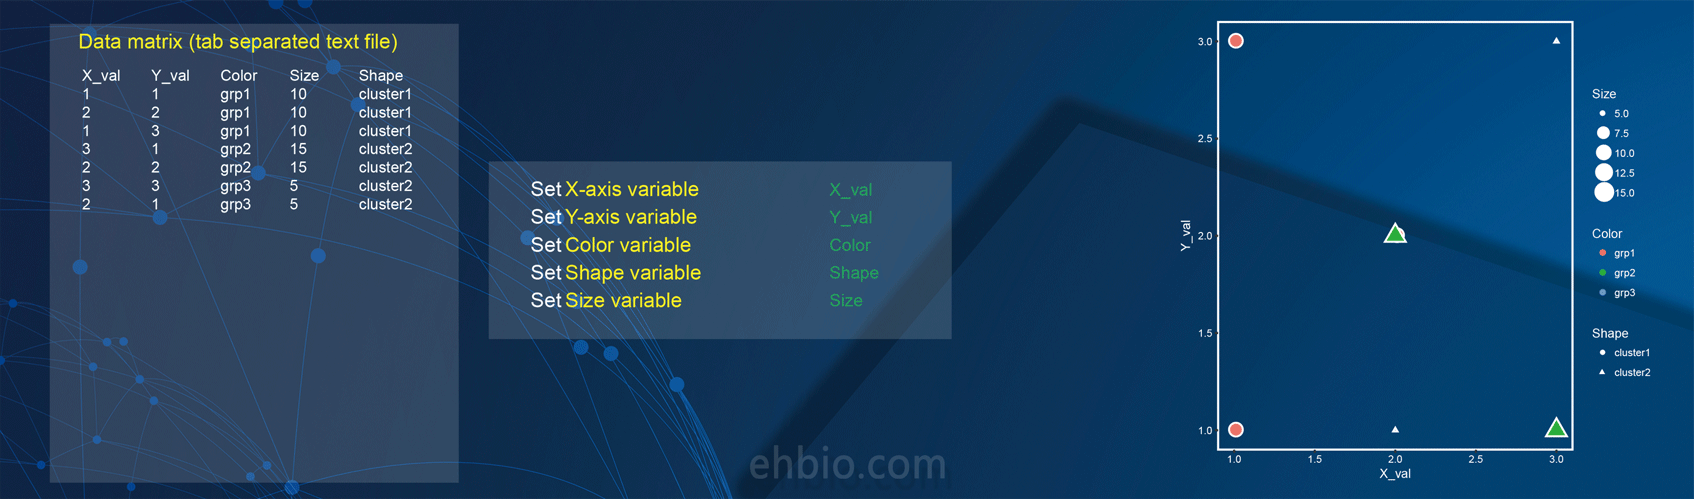 Data matrix (tab separated text file)
X_val Y_val Color Size Shape
1 1 grp1 10 cluster1
2 2 grp1 10 cluster1
1 3 grp1 10 cluster1
3 1 grp2 15 cluster2
2 2 grp2 15 cluster2
3 3 grp3 5 cluster2
2 1 grp3 5 cluster2
Set X-axis variable X_val
Set Y-axis variable Y_val
Set Color variable Color
Set Shape variable Shape
Set Size variable Size
ehbio.com
3.0
2.5
2.0
1.5
1.0
Y_val
1.0 1.5 2.0 2.5 3.0
X_val
Size
5.0
7.5
10.0
12.5
15.0
Color
grp1
grp2
grp3
Shape
cluster1
cluster2